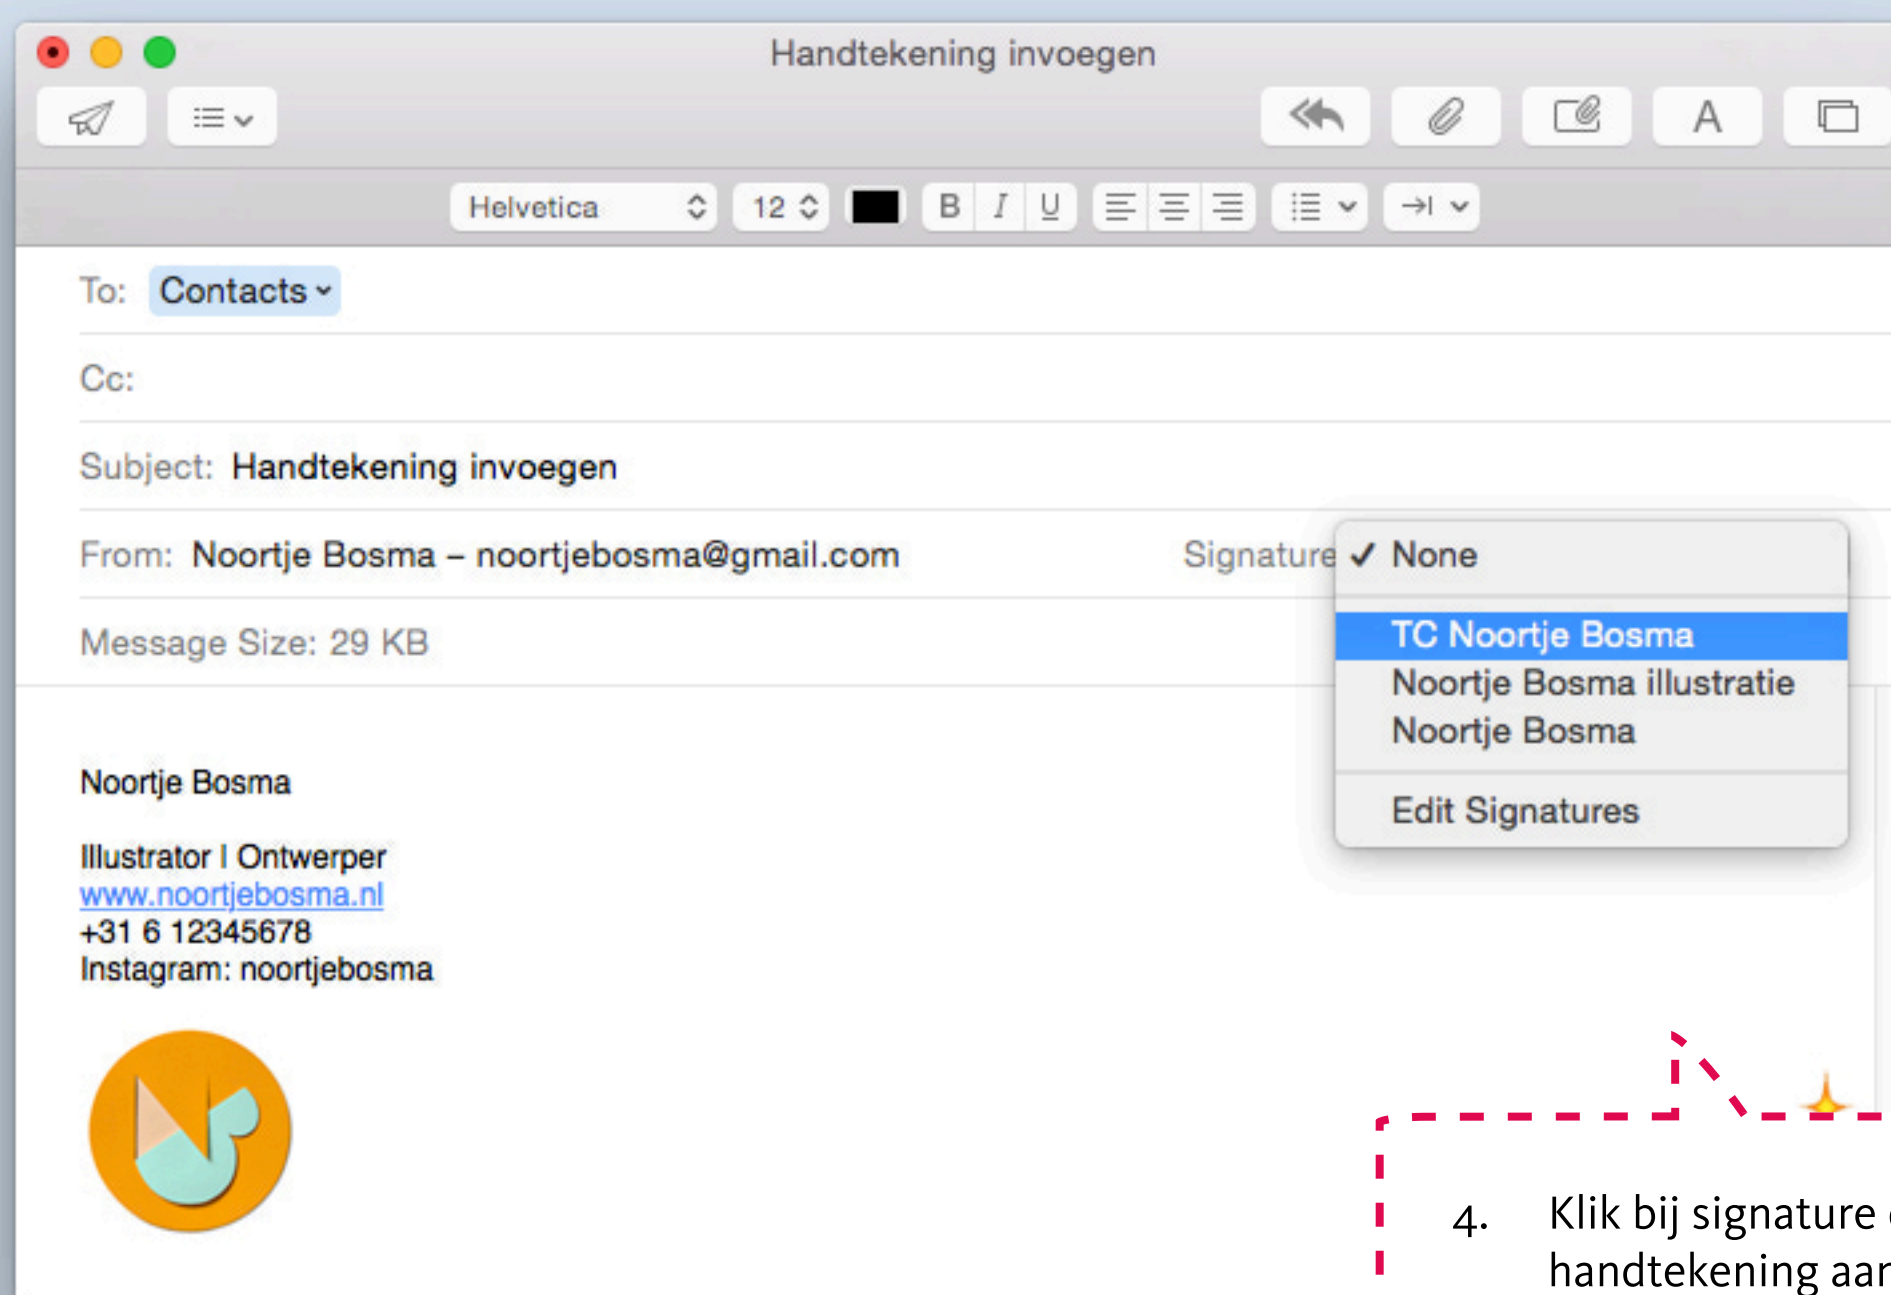 Handtekening invoegen
A
Helvetica 12 B I U
To: Contacts
Cc:
Subject: Handtekening invoegen
From: Noortje Bosma – noortjebosma@gmail.com Signature ✓ None
Message Size: 29 KB
TC Noortje Bosma
Noortje Bosma illustratie
Noortje Bosma
Edit Signatures
Noortje Bosma
Illustrator | Ontwerper
www.noortjebosma.nl
+31 6 12345678
Instagram: noortjebosma
4. Klik bij signature
handtekening